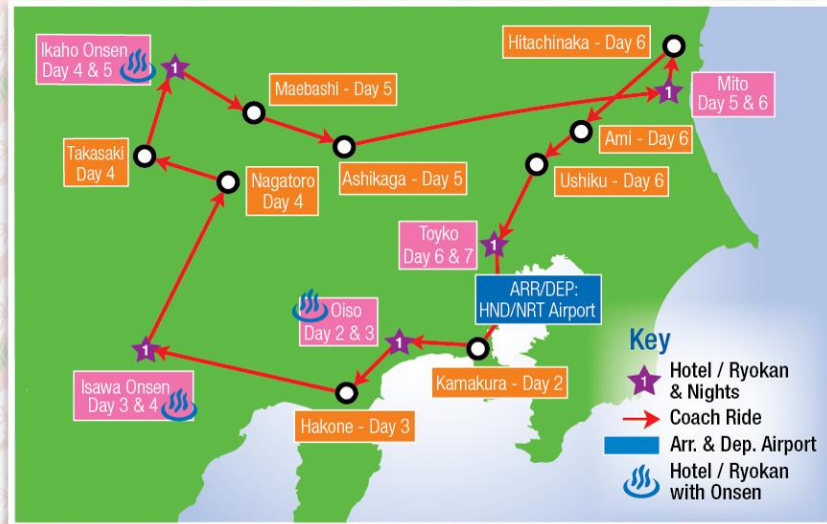 Ikaho Onsen
Day 4 & 5
1
Maebashi - Day 5
Hitachinaka - Day 6
1
Mito
Day 5 & 6
Takasaki
Day 4
Nagatoro
Day 4
Ashikaga - Day 5
Ami - Day 6
Ushiku - Day 6
Toyko
Day 6 & 7
1
ARR/DEP:
HND/NRT Airport
Oiso
Day 2 & 3
1
1
Isawa Onsen
Day 3 & 4
Hakone - Day 3
Kamakura - Day 2
Key
1
Hotel / Ryokan
& Nights
Coach Ride
Arr. & Dep. Airport
Hotel / Ryokan
with Onsen